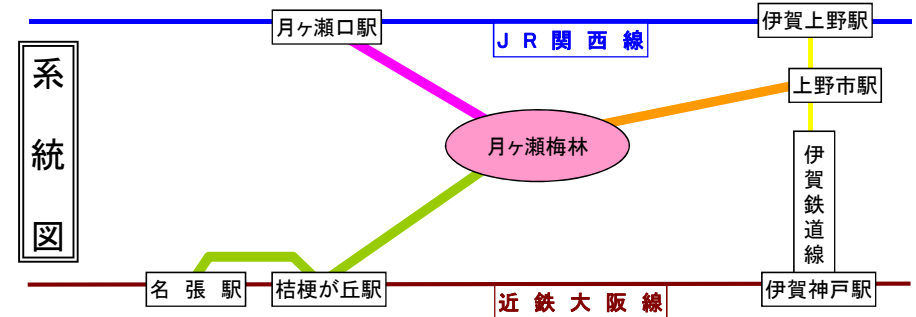 系統図
月ヶ瀬口駅
JR関西線
伊賀上野駅
上野市駅
月ヶ瀬梅林
伊賀鉄道線
名張駅
桔梗が丘駅
近鉄大阪線
伊賀神戸駅